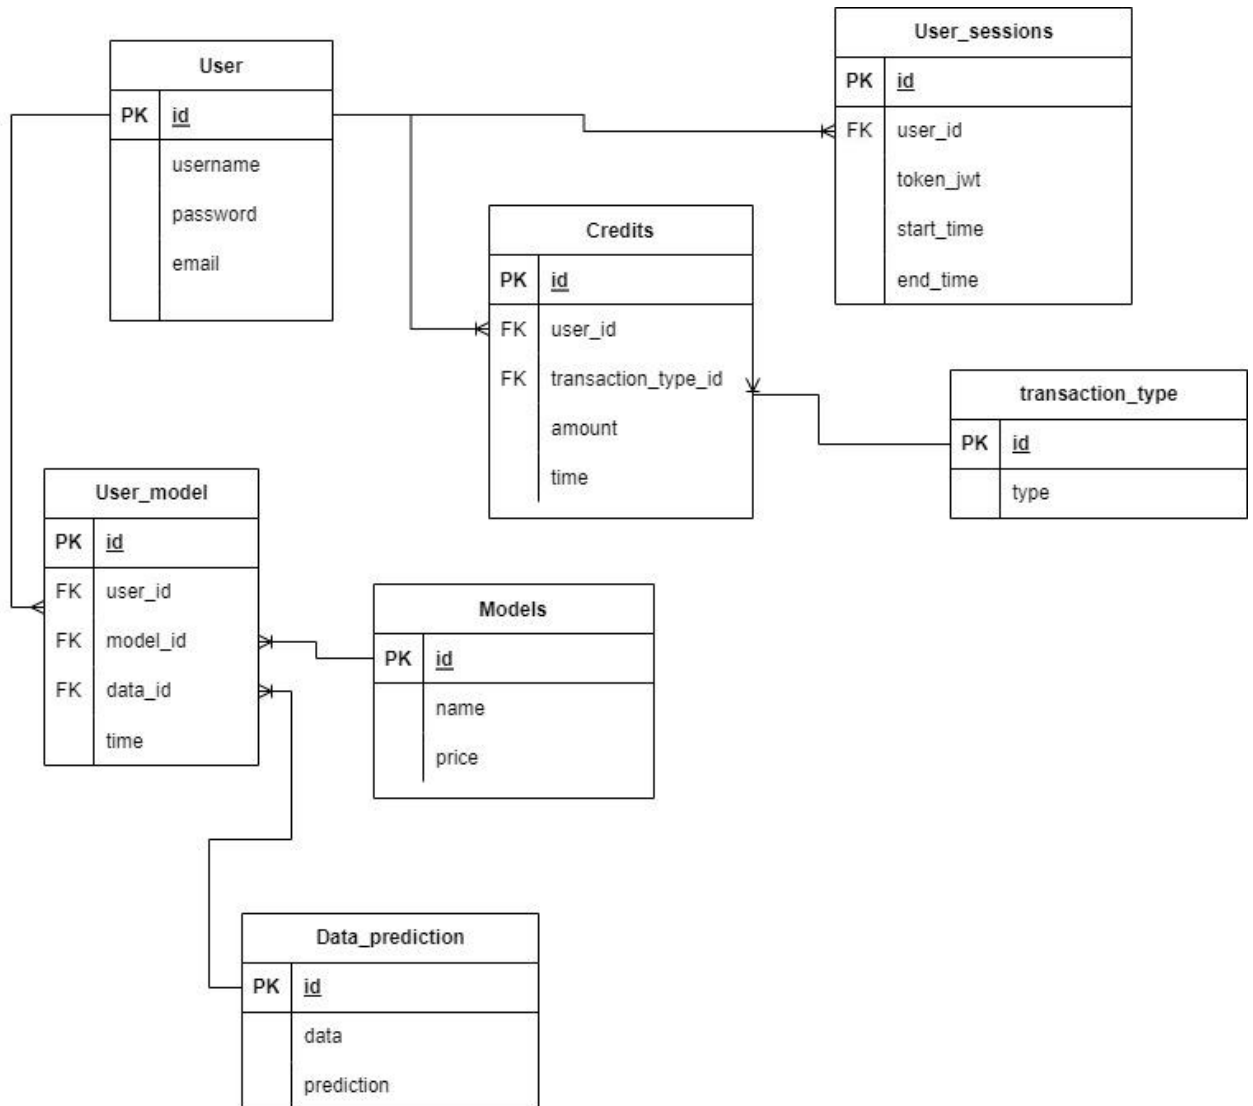 User
PK id
username
password
email
User_sessions
PK id
FK user_id
token_jwt
start_time
end_time
Credits
PK id
FK user_id
FK transaction_type_id
amount
time
transaction_type
PK id
type
User_model
PK id
FK user_id
FK model_id
FK data_id
time
Models
PK id
name
price
Data_prediction
PK id
data
prediction